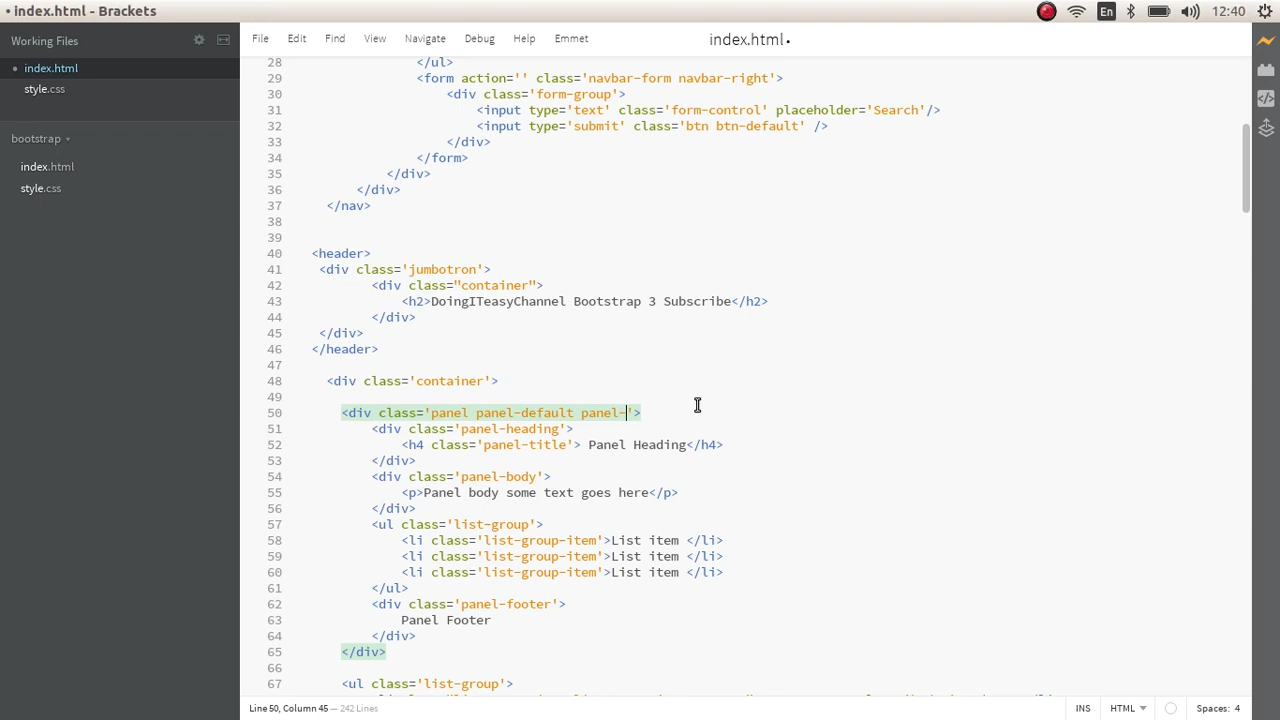 • index.html - Brackets
En
12:40
Working Files
• index.html
style.css
bootstrap
index.html
style.css
File Edit Find View Navigate Debug Help Emmet
index.html •
28 </ul>
29 <form action='' class='navbar-form navbar-right'>
30 <div class='form-group'>
31 <input type='text' class='form-control' placeholder='Search'/>
32 <input type='submit' class='btn btn-default' />
33 </div>
34 </form>
35 </div>
36 </div>
37 </nav>
38
39
40 <header>
41 <div class='jumbotron'>
42 <div class="container">
43 <h2>DoingITeasyChannel Bootstrap 3 Subscribe</h2>
44 </div>
45 </div>
46 </header>
47
48 <div class='container'>
49
50 <div class='panel panel-default panel-'>
51 <div class='panel-heading'>
52 <h4 class='panel-title'> Panel Heading</h4>
53 </div>
54 <div class='panel-body'>
55 <p>Panel body some text goes here</p>
56 </div>
57 <ul class='list-group'>
58 <li class='list-group-item'>List item </li>
59 <li class='list-group-item'>List item </li>
60 <li class='list-group-item'>List item </li>
61 </ul>
62 <div class='panel-footer'>
63 Panel Footer
64 </div>
65 </div>
66
67 <ul class='list-group'>
Line 50, Column 45 — 242 Lines
INS HTML Spaces: 4